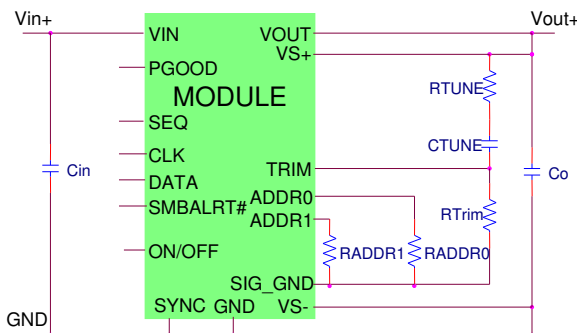 Vin+
Vout+
VIN
VOUT
VS+
PGOOD
RTUNE
MODULE
SEQ
CTUNE
CLK
TRIM
Cin
Co
DATA
ADDR0
SMBALRT#
ADDR1
RTrim
ON/OFF
RADDR1
RADDR0
SIG_GND
SYNC
GND
VS-
GND